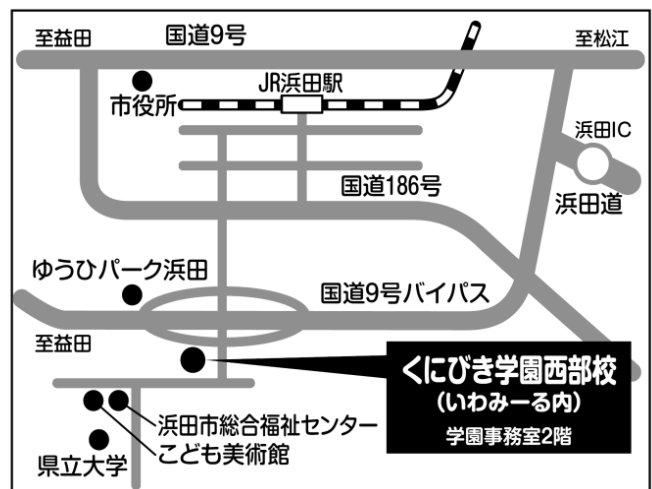 至益田
国道9号
至松江
JR浜田駅
市役所
浜田IC
国道186号
浜田道
ゆうひパーク浜田
国道9号バイパス
至益田
くにびき学園西部校
(いわみーる内)
学園事務室2階
浜田市総合福祉センター
こども美術館
県立大学